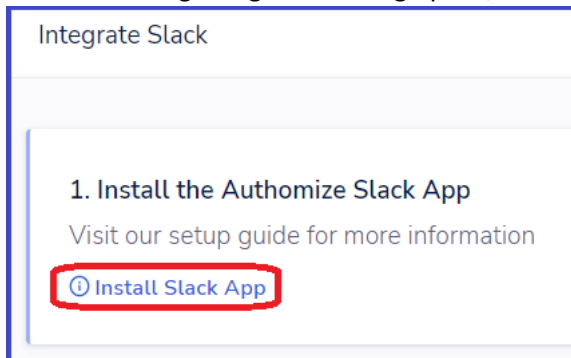 Integrate Slack
1. Install the Authomize Slack App
Visit our setup guide for more information
Install Slack App